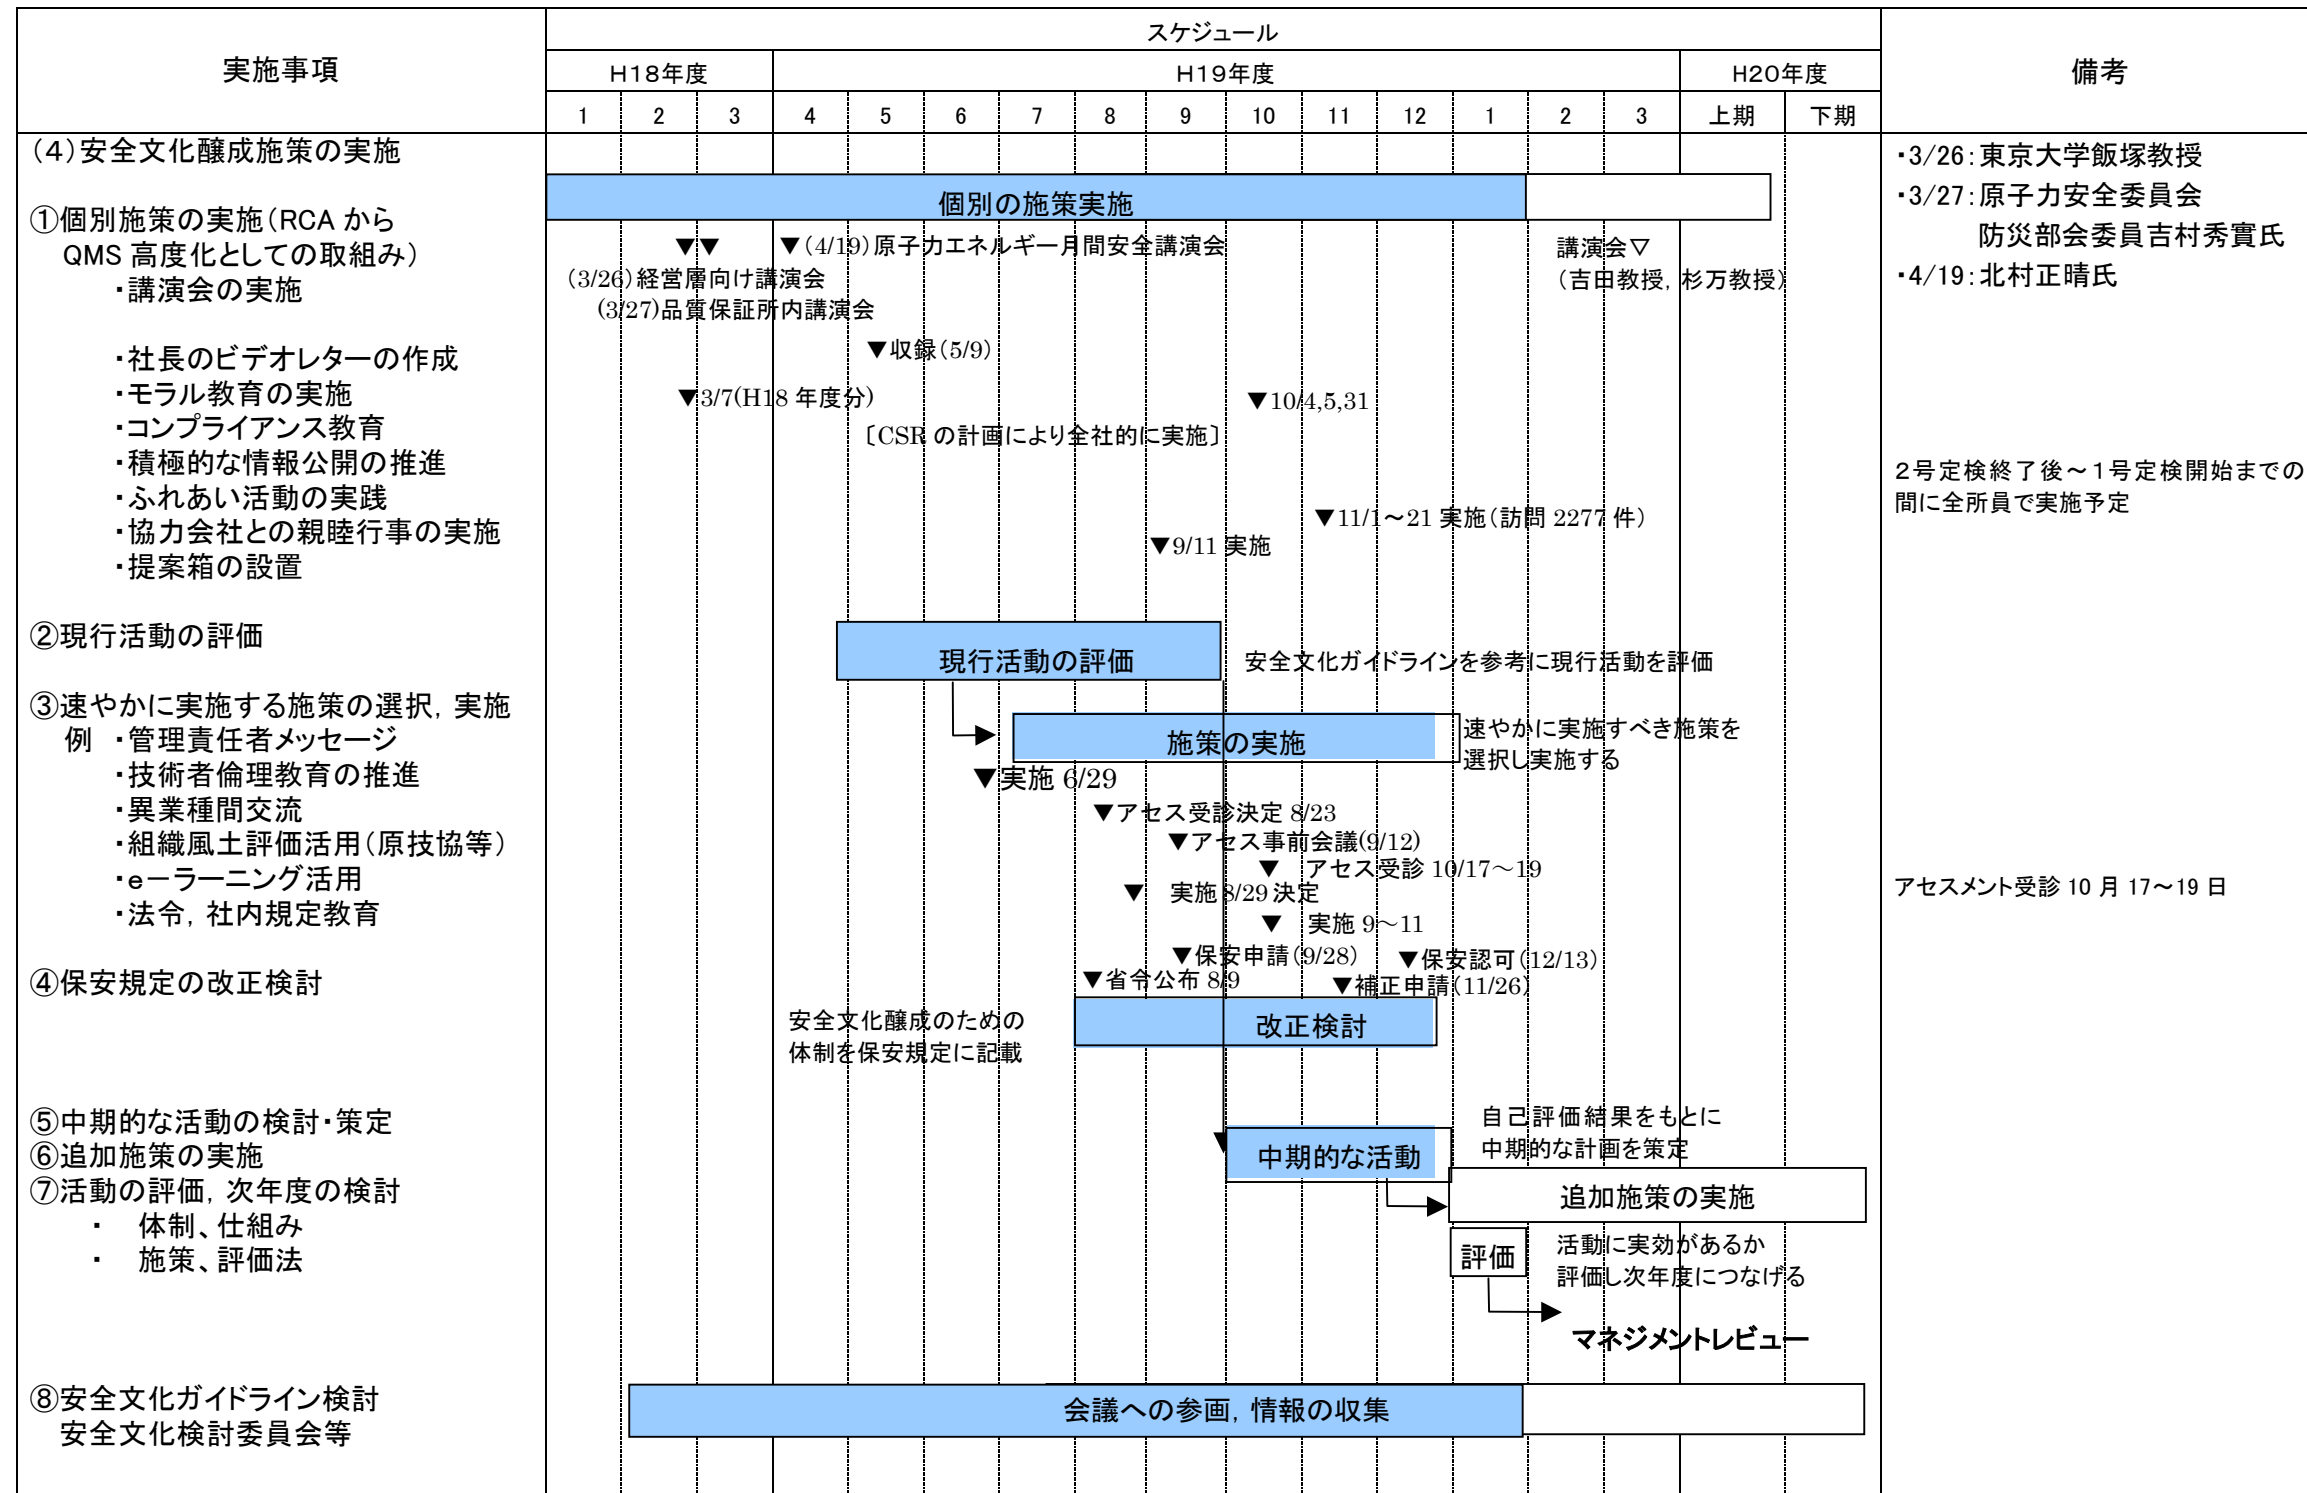 実施事項
スケジュール
備考
H18年度
H19年度
H20年度
1 2 3 4 5 6 7 8 9 10 11 12 1 2 3 上期 下期
(4)安全文化醸成施策の実施
①個別施策の実施(RCAから
QMS高度化としての取組み)
・講演会の実施
・社長のビデオレターの作成
・モラル教育の実施
・コンプライアンス教育
・積極的な情報公開の推進
・ふれあい活動の実践
・協力会社との親睦行事の実施
・提案箱の設置
②現行活動の評価
③速やかに実施する施策の選択,実施
例 ・管理責任者メッセージ
・技術者倫理教育の推進
・異業種間交流
・組織風土評価活用(原技協等)
・e-ラーニング活用
・法令,社内規定教育
④保安規定の改正検討
⑤中期的な活動の検討・策定
⑥追加施策の実施
⑦活動の評価,次年度の検討
・ 体制、仕組み
・ 施策、評価法
⑧安全文化ガイドライン検討
安全文化検討委員会等
個別の施策実施
▼▼
▼(4/19)原子力エネルギー月間安全講演会
講演会▽
(3/26)経営層向け講演会
(吉田教授,杉万教授)
(3/27)品質保証所内講演会
▼収録(5/9)
▼3/7(H18年度分)
▼10/4,5,31
〔CSRの計画により全社的に実施〕
▼11/1～21実施(訪問2277件)
▼9/11実施
現行活動の評価
安全文化ガイドラインを参考に現行活動を評価
施策の実施
速やかに実施すべき施策を
選択し実施する
▼実施6/29
▼アセス受診決定8/23
▼アセス事前会議(9/12)
▼ アセス受診10/17～19
▼ 実施8/29決定
▼ 実施9～11
▼保安申請(9/28)
▼保安認可(12/13)
▼省令公布8/9
▼補正申請(11/26)
改正検討
安全文化醸成のための
体制を保安規定に記載
自己評価結果をもとに
中期的な計画を策定
中期的な活動
追加施策の実施
評価
活動に実効があるか
評価し次年度につなげる
マネジメントレビュー
会議への参画,情報の収集
・3/26:東京大学飯塚教授
・3/27:原子力安全委員会
防災部会委員吉村秀實氏
・4/19:北村正晴氏
2号定検終了後～1号定検開始までの
間に全所員で実施予定
アセスメント受診10月17～19日